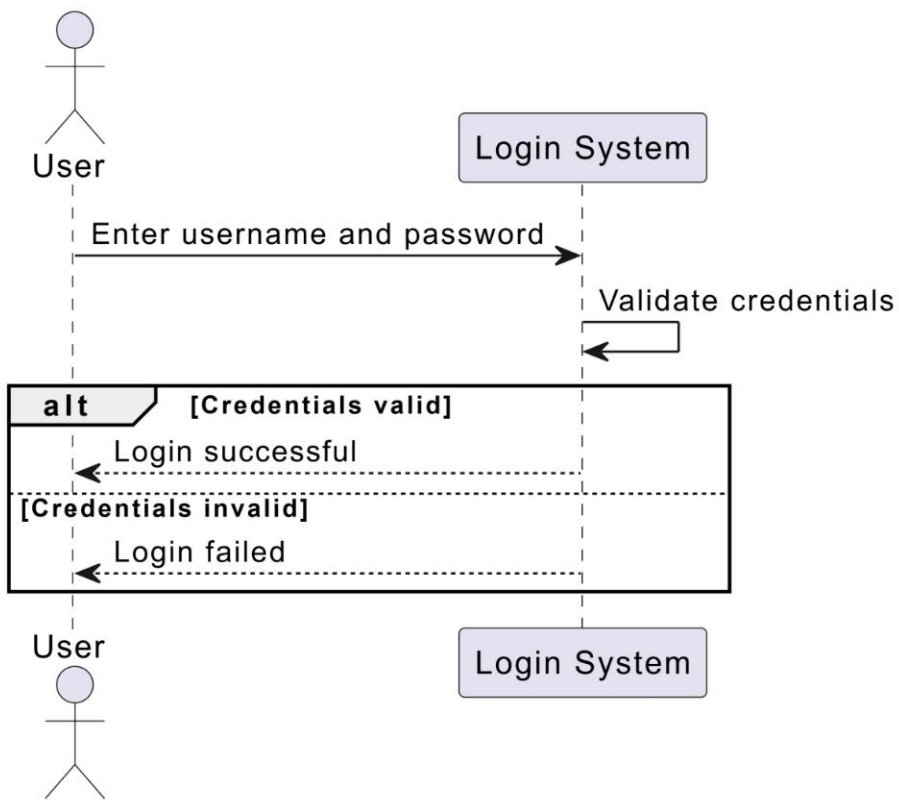 User
Login System
Enter username and password
Validate credentials
alt [Credentials valid]
Login successful
[Credentials invalid]
Login failed
User
Login System